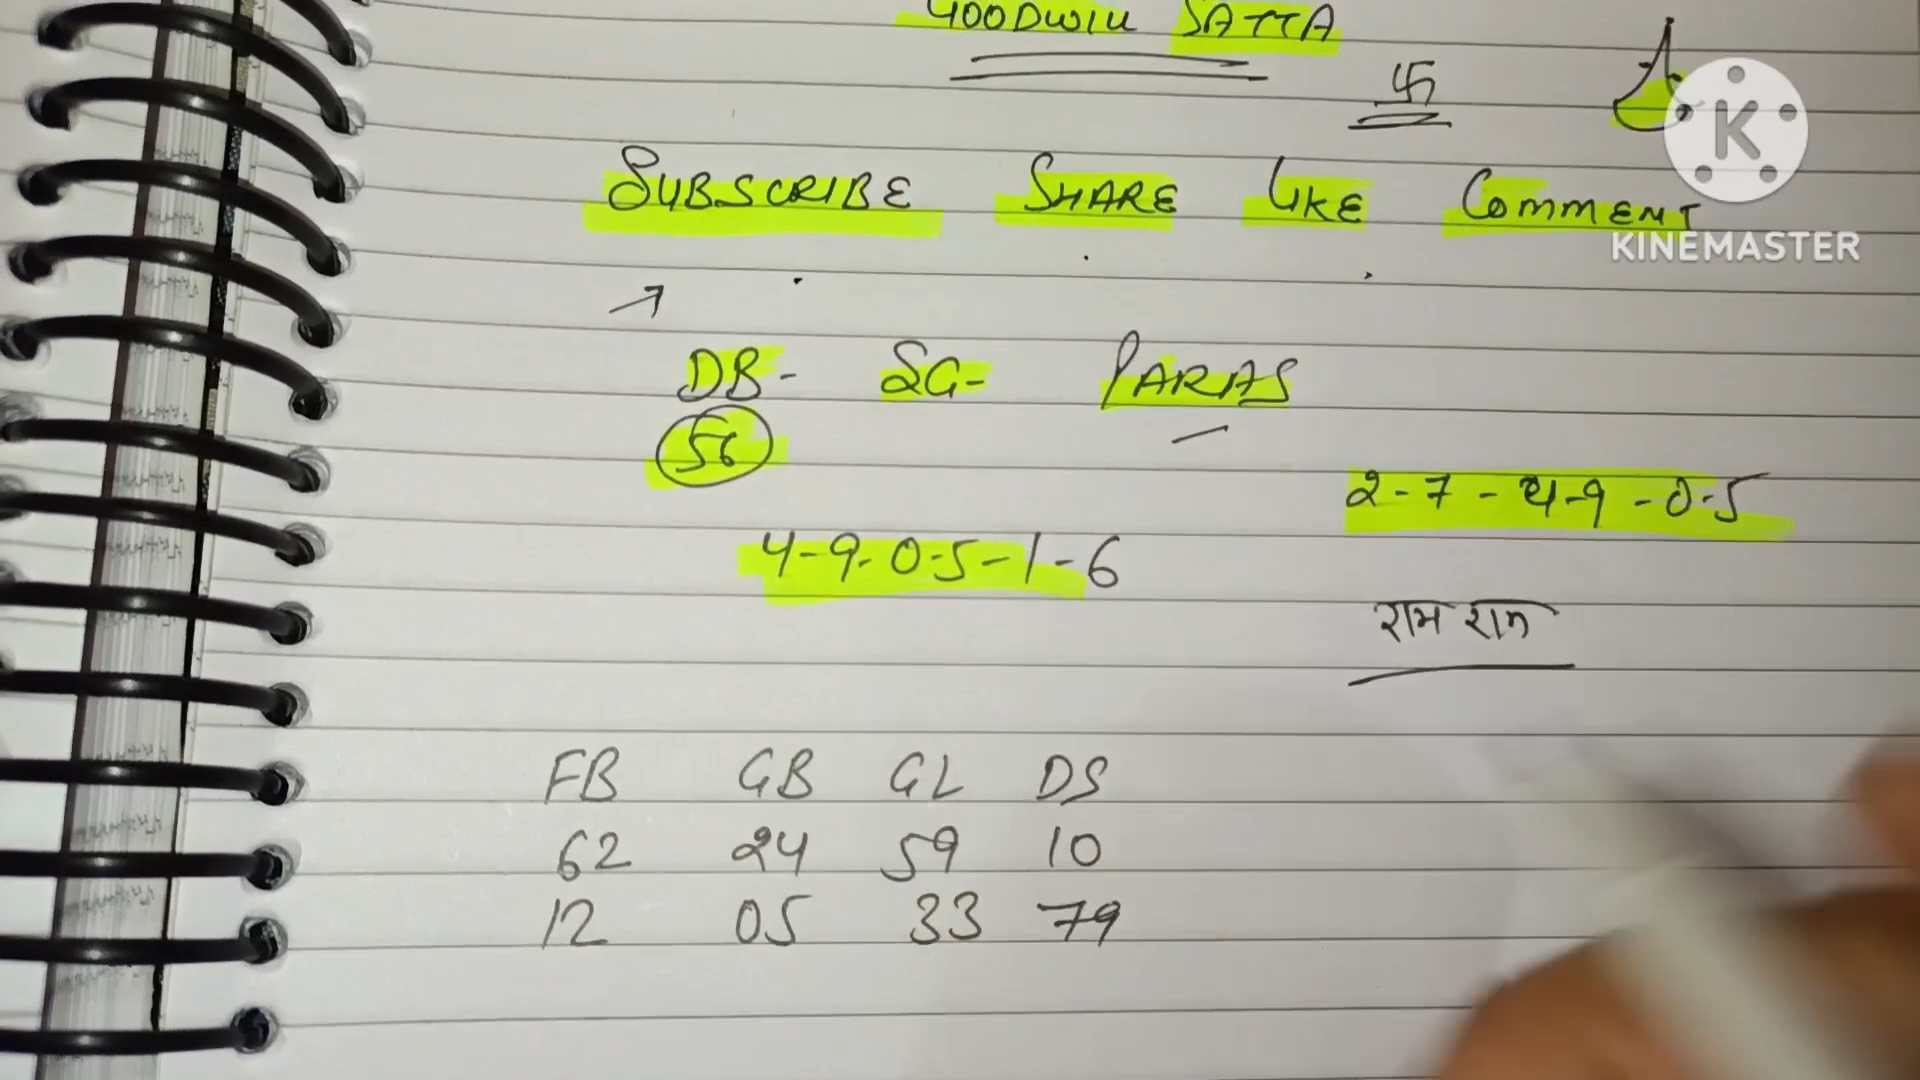 GOODWILL SATTA
卐
SUBSCRIBE SHARE LIKE COMMENT
K
KINEMASTER
DB- SG- PARAS
56
2-7-4-9-0-5
4-9-0-5-1-6
राम राम
FB GB GL DS
62 24 59 10
12 05 33 79